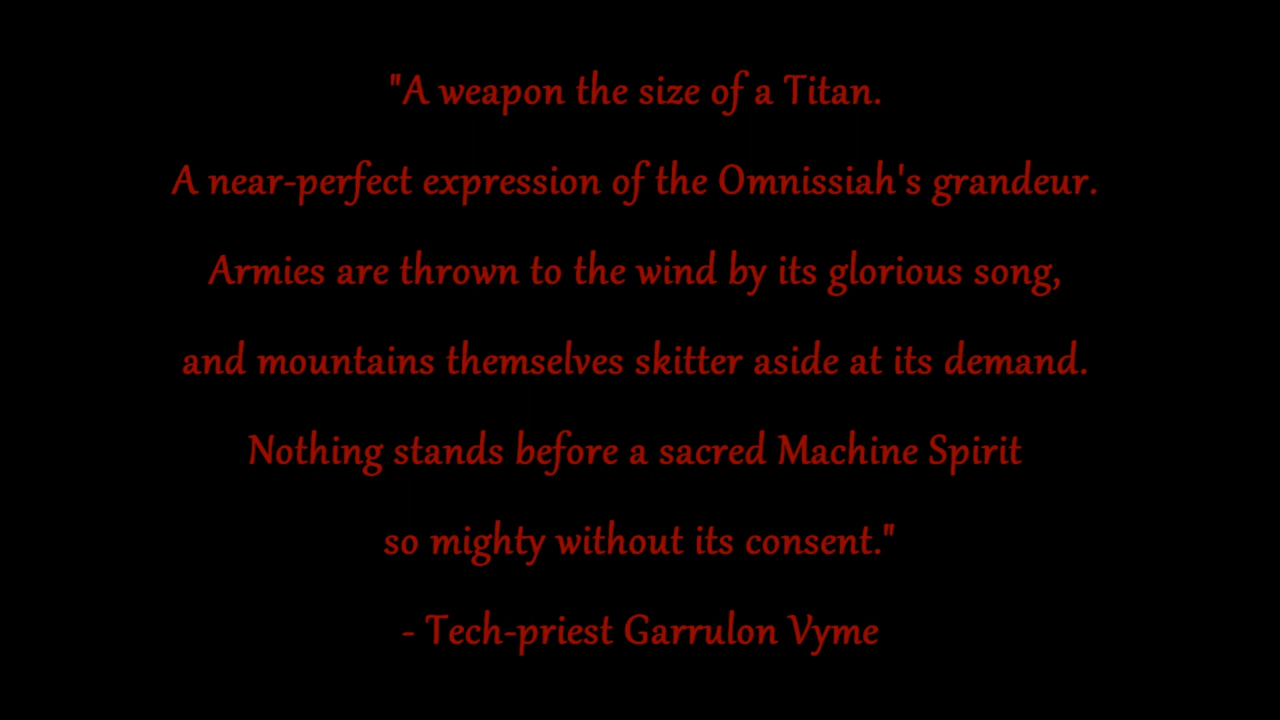 "A weapon the size of a Titan.
A near-perfect expression of the Omnissiah's grandeur.
Armies are thrown to the wind by its glorious song,
and mountains themselves skitter aside at its demand.
Nothing stands before a sacred Machine Spirit
so mighty without its consent."
- Tech-priest Garrulon Vyme